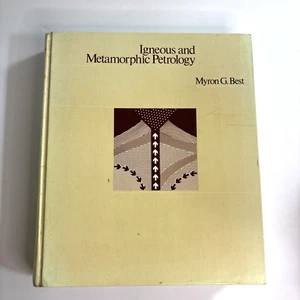 Igneous and
Metamorphic Petrology
Myron G. Best